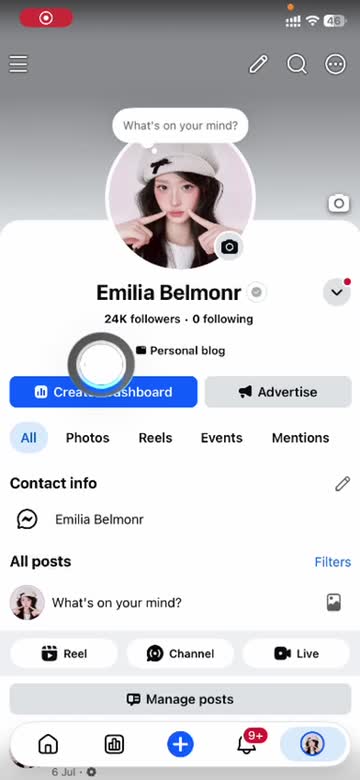 46
What's on your mind?
Emilia Belmonr
24K followers · 0 following
Personal blog
Advertise
All Photos Reels Events Mentions
Contact info
Emilia Belmonr
All posts Filters
What's on your mind?
Reel Channel Live
Manage posts
9+
6 Jul ·